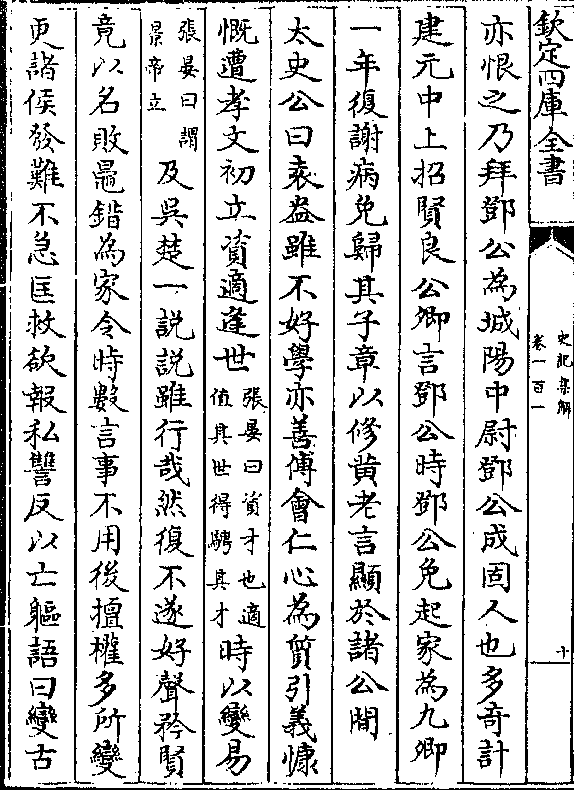 欽定四庫全書
史記集解
卷一百一
十
亦恨之乃拜鄧公為城陽中尉鄧公成固人也多奇計
建元中上招賢良公卿言鄧公時鄧公免起家為九卿
一年復謝病免歸其子章以修黄老言顯於諸公間
太史公曰袁盎雖不好學亦善傅會仁心為質引義慷
慨遭孝文初立資適逢世張晏曰資才也適值其世得騁其才時以變易
張晏曰謂景帝立及吳楚一説説雖行哉然復不遂好聲矜賢
竟以名敗鼂錯為家令時數言事不用後擅權多所變
更諸侯發難不急匡救欲報私讐反以亡軀語曰變古